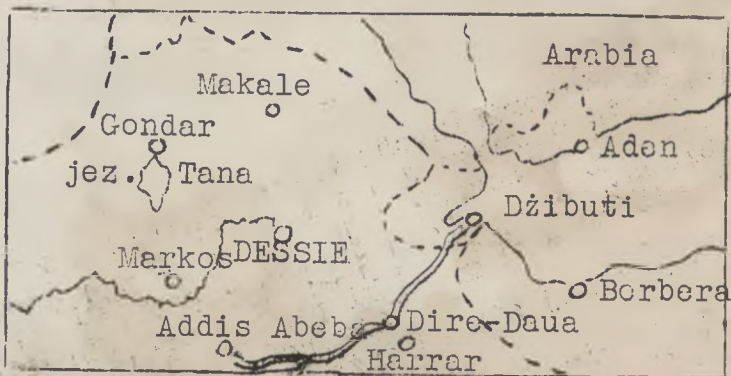 Arabia
Makale
Gondar
Aden
jez. Tana
Dżibuti
Markos DESSIE
Berbera
Addis Abeba Dire-Daua
Harrar